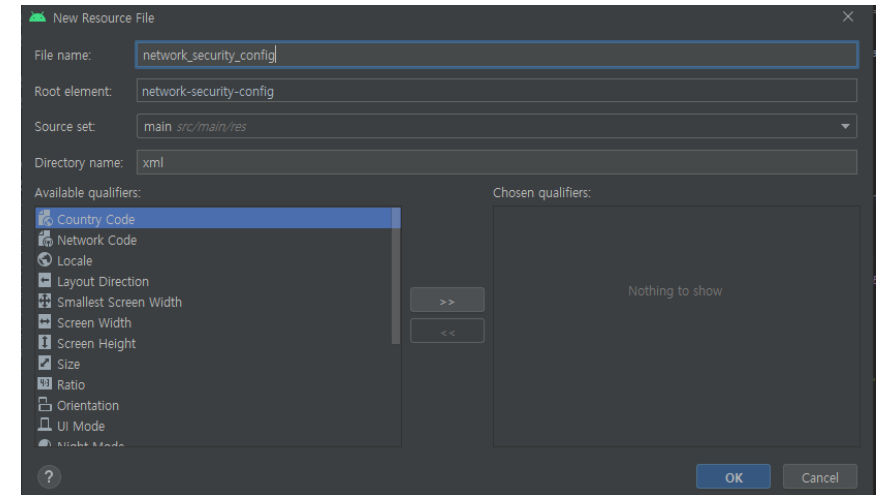 New Resource File
File name: network_security_config
Root element: network-security-config
Source set: main src/main/res
Directory name: xml
Available qualifiers:
Chosen qualifiers:
Country Code
Network Code
Locale
Layout Direction
Smallest Screen Width
Screen Width
Screen Height
Size
Ratio
Orientation
UI Mode
Night Mode
>>
<<
Nothing to show
?
OK
Cancel